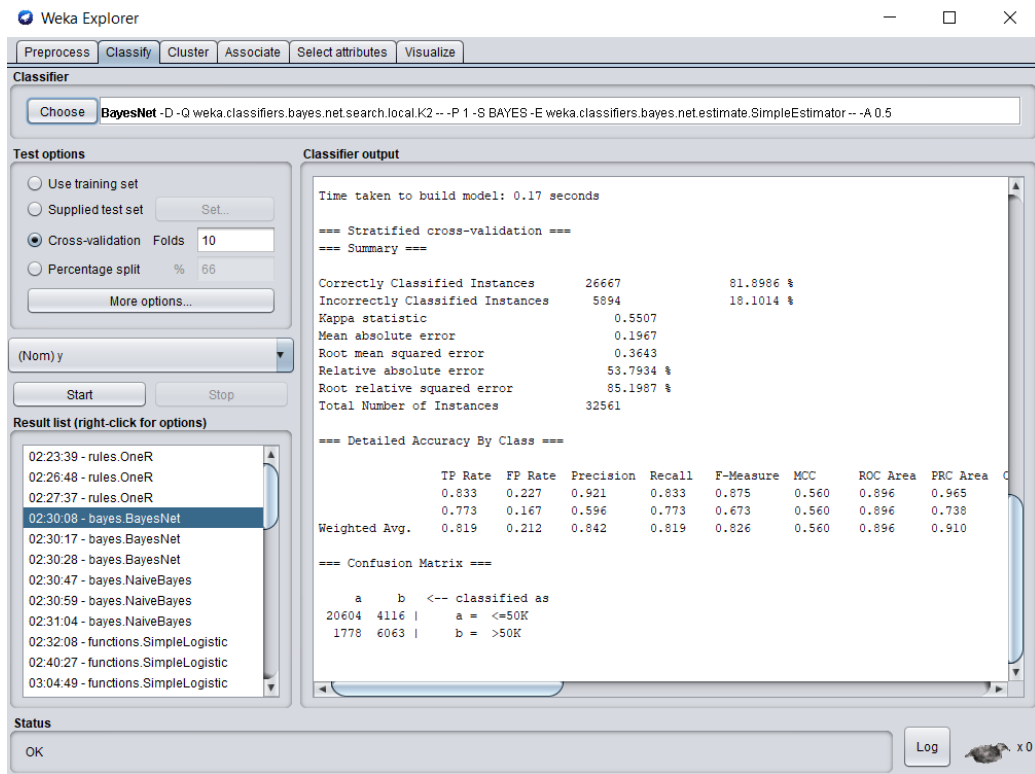 Weka Explorer
Preprocess Classify Cluster Associate Select attributes Visualize
Classifier
Choose BayesNet -D -Q weka.classifiers.bayes.net.search.local.K2 -- -P 1 -S BAYES -E weka.classifiers.bayes.net.estimate.SimpleEstimator -- -A 0.5
Test options
Use training set
Supplied test set Set...
Cross-validation Folds 10
Percentage split % 66
More options...
(Nom) y
Start Stop
Result list (right-click for options)
02:23:39 - rules.OneR
02:26:48 - rules.OneR
02:27:37 - rules.OneR
02:30:08 - bayes.BayesNet
02:30:17 - bayes.BayesNet
02:30:28 - bayes.BayesNet
02:30:47 - bayes.NaiveBayes
02:30:59 - bayes.NaiveBayes
02:31:04 - bayes.NaiveBayes
02:32:08 - functions.SimpleLogistic
02:40:27 - functions.SimpleLogistic
03:04:49 - functions.SimpleLogistic
Classifier output
Time taken to build model: 0.17 seconds
=== Stratified cross-validation ===
=== Summary ===
Correctly Classified Instances 26667 81.8986 %
Incorrectly Classified Instances 5894 18.1014 %
Kappa statistic 0.5507
Mean absolute error 0.1967
Root mean squared error 0.3643
Relative absolute error 53.7934 %
Root relative squared error 85.1987 %
Total Number of Instances 32561
=== Detailed Accuracy By Class ===
TP Rate FP Rate Precision Recall F-Measure MCC ROC Area PRC Area
0.833 0.227 0.921 0.833 0.875 0.560 0.896 0.965
0.773 0.167 0.596 0.773 0.673 0.560 0.896 0.738
Weighted Avg. 0.819 0.212 0.842 0.819 0.826 0.560 0.896 0.910
=== Confusion Matrix ===
a b <-- classified as
20604 4116 | a = <=50K
1778 6063 | b = >50K
Status
OK
Log x 0